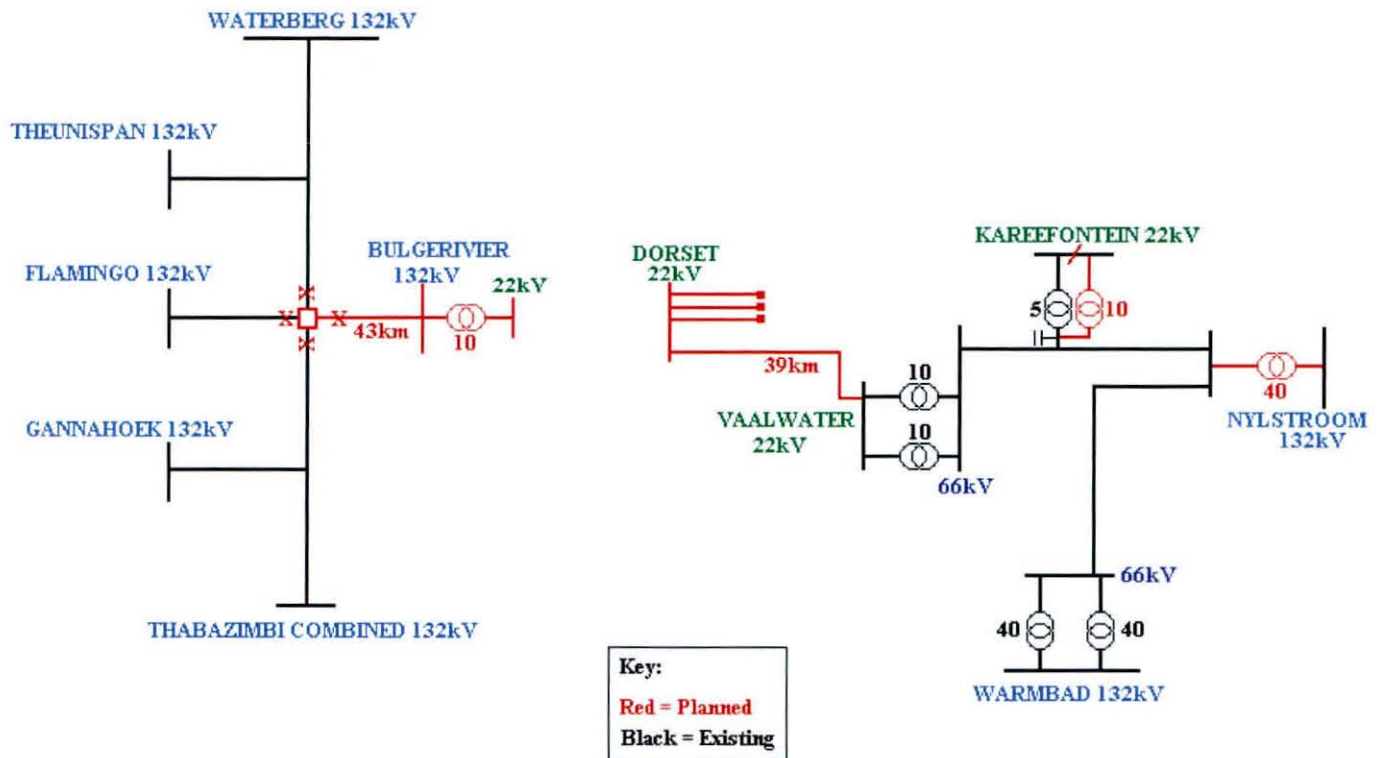 WATERBERG 132kV
THEUNISPAN 132kV
FLAMINGO 132kV
X
X
X
X
43km
BULGERIVIER
132kV
22kV
10
GANNAHOEK 132kV
THABAZIMBI COMBINED 132kV
DORSET
22kV
39km
VAALWATER
22kV
10
10
66kV
KAREEFONTEIN 22kV
5
10
40
NYLSTROOM
132kV
66kV
40
40
WARMBAD 132kV
Key:
Red = Planned
Black = Existing